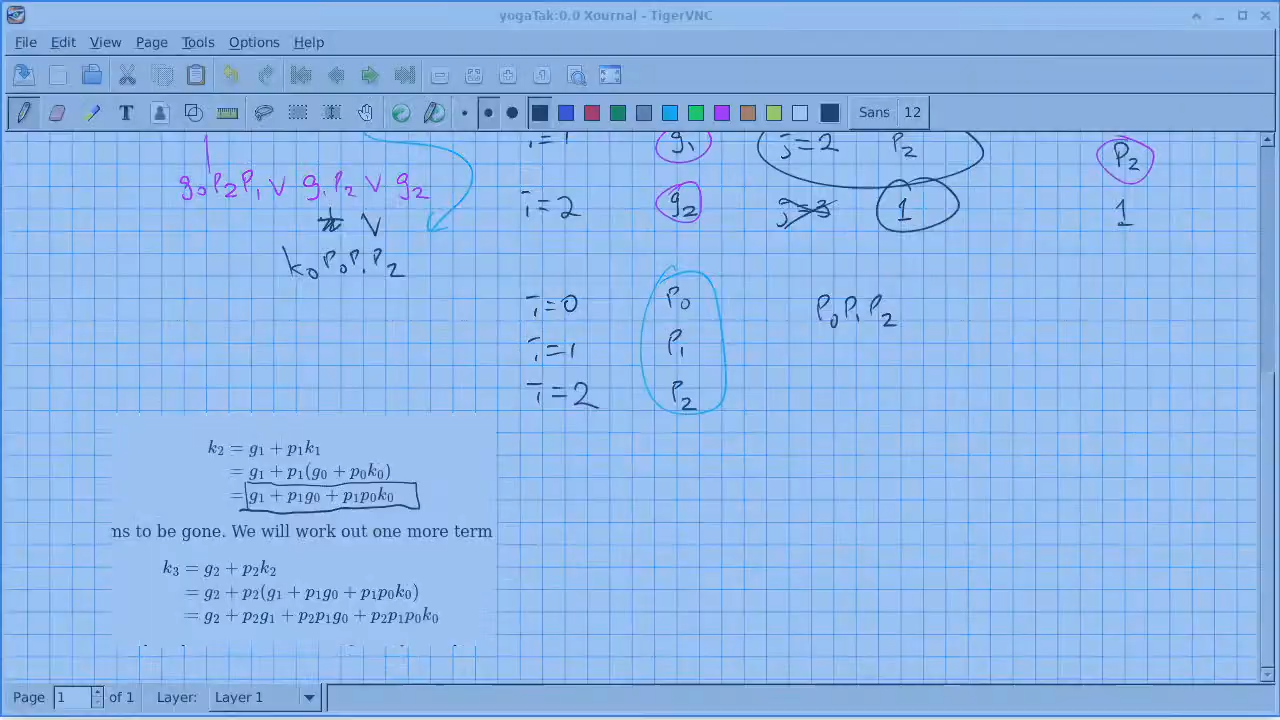 yogaTak:0.0 Xournal - TigerVNC
File Edit View Page Tools Options Help
Sans 12
i=1 g₁ j=2 P₂ P₂
g₀P₂P₁ ∨ g₁P₂ ∨ g₂
i=2 g₂ j=3 1 1
∨
k₀P₀P₁P₂
i=0 P₀ P₀P₁P₂
i=1 P₁
i=2 P₂
k₂ = g₁ + p₁k₁
= g₁ + p₁(g₀ + p₀k₀)
= g₁ + p₁g₀ + p₁p₀k₀
ns to be gone. We will work out one more term
k₃ = g₂ + p₂k₂
= g₂ + p₂(g₁ + p₁g₀ + p₁p₀k₀)
= g₂ + p₂g₁ + p₂p₁g₀ + p₂p₁p₀k₀
Page 1 of 1 Layer: Layer 1